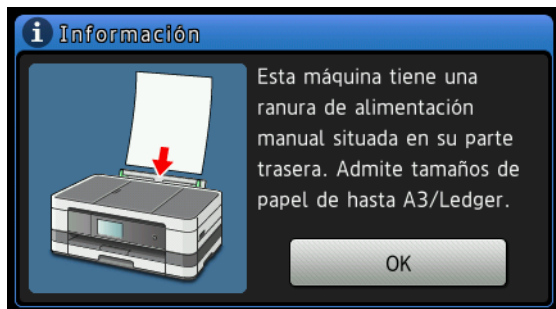 Información
Esta máquina tiene una
ranura de alimentación
manual situada en su parte
trasera. Admite tamaños de
papel de hasta A3/Ledger.
OK